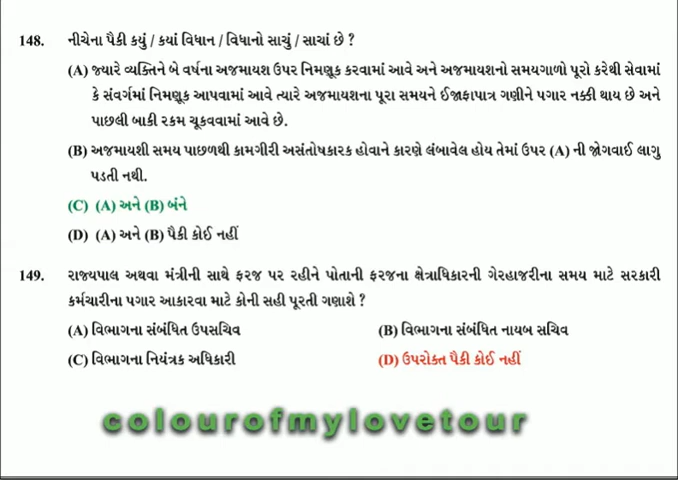 148. નીચેના પૈકી કયું / કયાં વિધાન / વિધાનો સાચું / સાચાં છે ?
(A) જ્યારે વ્યક્તિને બે વર્ષના અજમાયશ ઉપર નિમણૂક કરવામાં આવે અને અજમાયશનો સમયગાળો પૂરો કરેથી સેવામાં
કે સંવર્ગમાં નિમણૂક આપવામાં આવે ત્યારે અજમાયશના પૂરા સમયને ઈજાફાપાત્ર ગણીને પગાર નક્કી થાય છે અને
પાછલી બાકી રકમ ચૂકવવામાં આવે છે.
(B) અજમાયશી સમય પાછળથી કામગીરી અસંતોષકારક હોવાને કારણે લંબાવેલ હોય તેમાં ઉપર (A) ની જોગવાઈ લાગુ
પડતી નથી.
(C) (A) અને (B) બંને
(D) (A) અને (B) પૈકી કોઈ નહીં
149. રાજ્યપાલ અથવા મંત્રીની સાથે ફરજ પર રહીને પોતાની ફરજના ક્ષેત્રાધિકારની ગેરહાજરીના સમય માટે સરકારી
કર્મચારીના પગાર આકારવા માટે કોની સહી પૂરતી ગણાશે ?
(A) વિભાગના સંબંધિત ઉપસચિવ (B) વિભાગના સંબંધિત નાયબ સચિવ
(C) વિભાગના નિયંત્રક અધિકારી (D) ઉપરોક્ત પૈકી કોઈ નહીં
colourofmylovetour